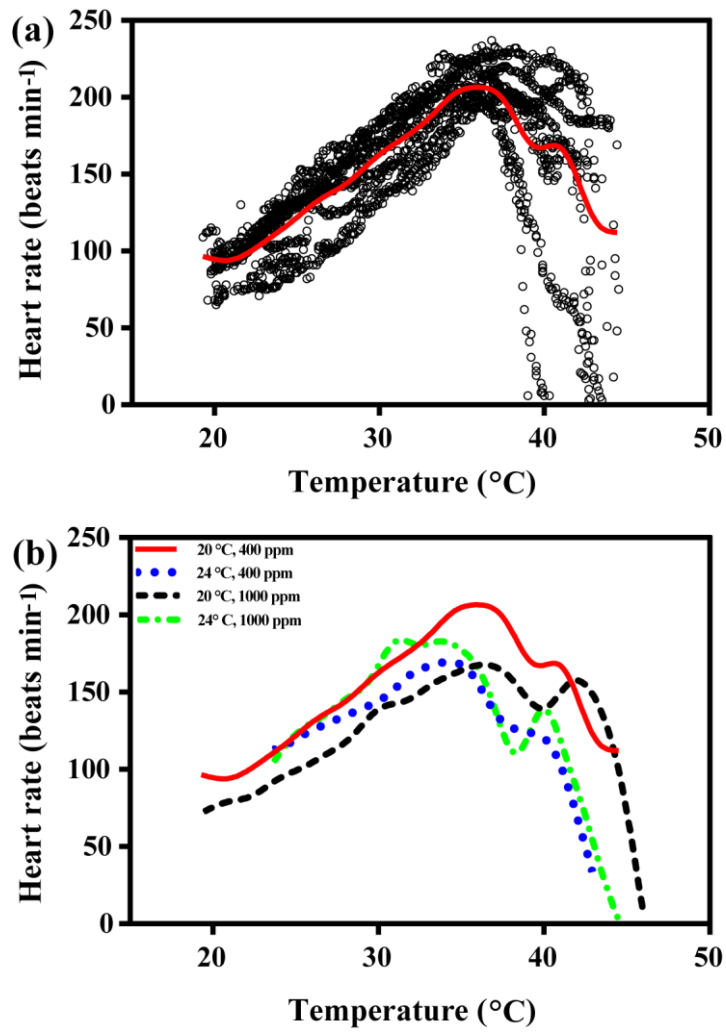 (a)
250
200
150
100
50
0
Heart rate (beats min-1)
20 30 40 50
Temperature (°C)
(b)
250
200
150
100
50
0
Heart rate (beats min-1)
20 °C, 400 ppm
24 °C, 400 ppm
20 °C, 1000 ppm
24° C, 1000 ppm
20 30 40 50
Temperature (°C)